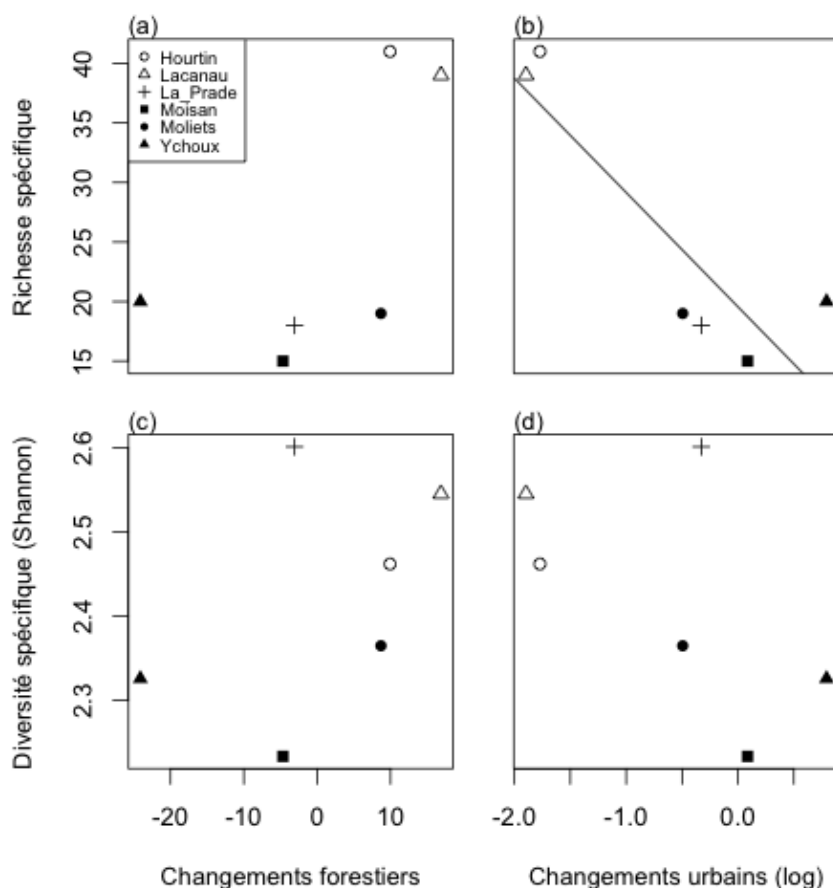 (a)
(b)
Hourtin
Lacanau
La_Prade
Moisan
Moliets
Ychoux
Richesse spécifique
40
35
30
25
20
15
(c)
(d)
Diversité spécifique (Shannon)
2.6
2.5
2.4
2.3
-20 -10 0 10
-2.0 -1.0 0.0
Changements forestiers
Changements urbains (log)